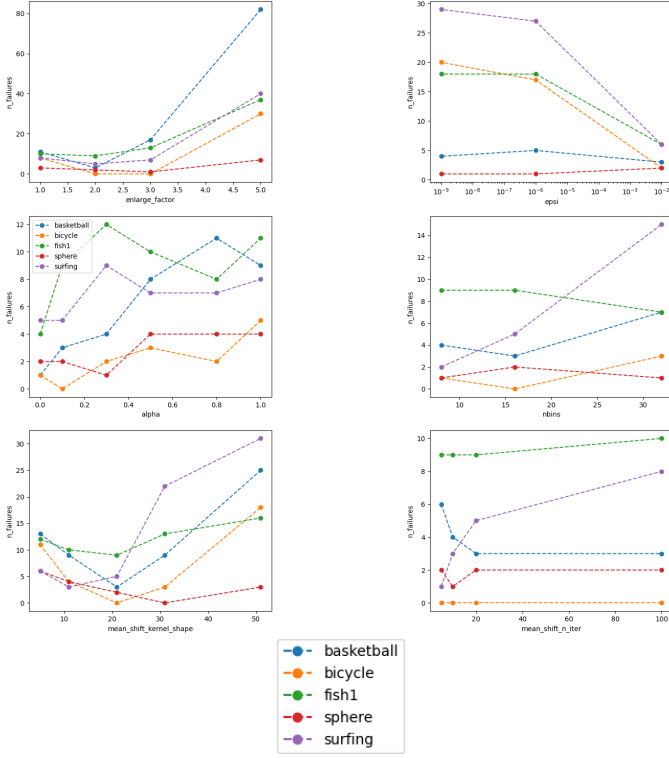 80
60
40
20
0
n_failures
1.0 1.5 2.0 2.5 3.0 3.5 4.0 4.5 5.0
enlarge_factor
30
25
20
15
10
5
0
n_failures
10⁻⁹ 10⁻⁸ 10⁻⁷ 10⁻⁶ 10⁻⁵ 10⁻⁴ 10⁻³ 10⁻²
epsi
12
10
8
6
4
2
0
n_failures
basketball
bicycle
fish1
sphere
surfing
0.0 0.2 0.4 0.6 0.8 1.0
alpha
14
12
10
8
6
4
2
0
n_failures
10 15 20 25 30
nbins
30
25
20
15
10
5
0
n_failures
10 20 30 40 50
mean_shift_kernel_shape
10
8
6
4
2
0
n_failures
20 40 60 80 100
mean_shift_n_iter
basketball
bicycle
fish1
sphere
surfing